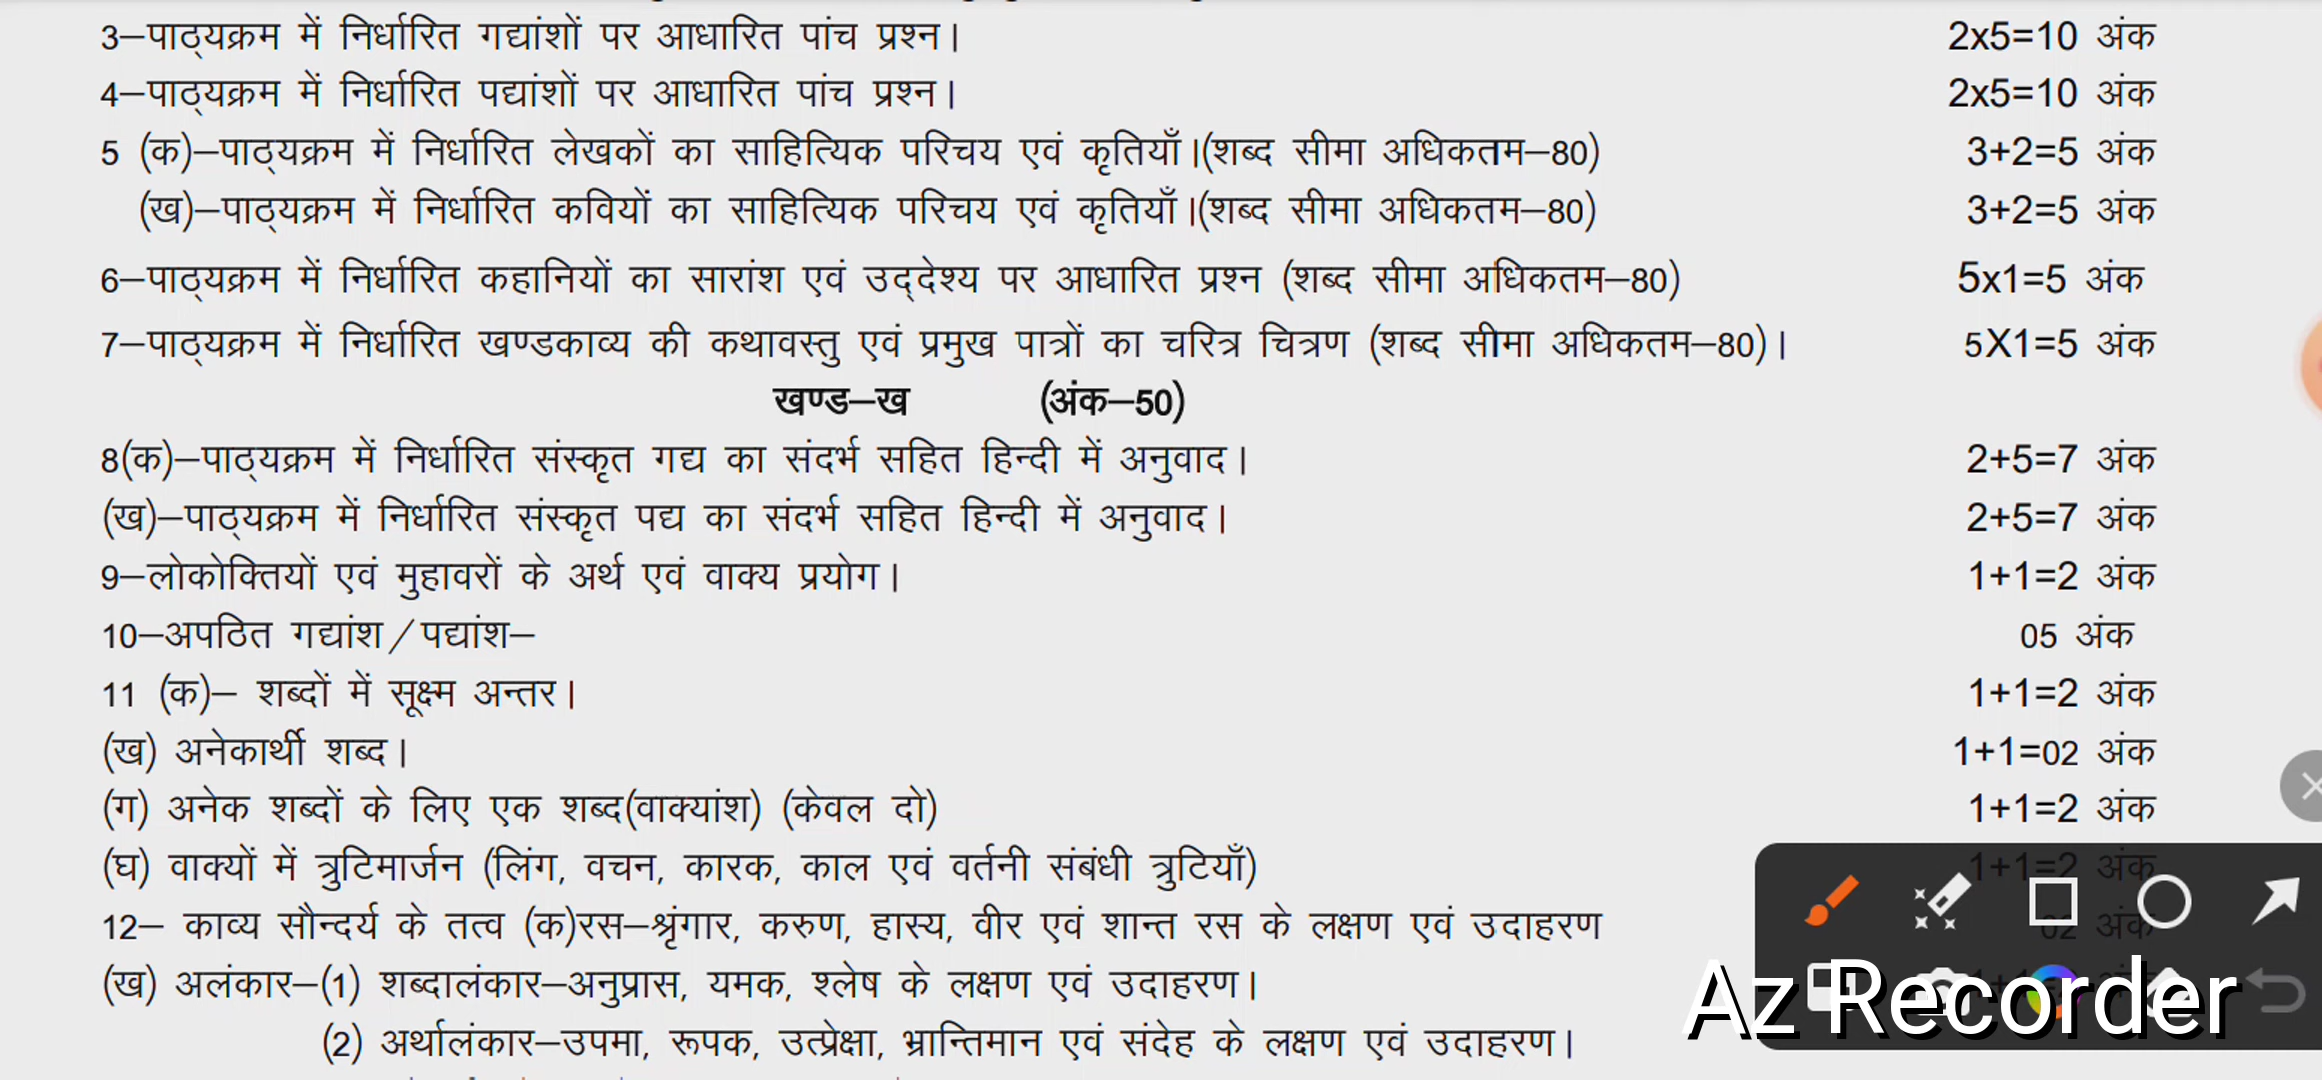 3–पाठ्यक्रम में निर्धारित गद्यांशों पर आधारित पांच प्रश्न। 2x5=10 अंक
4–पाठ्यक्रम में निर्धारित पद्यांशों पर आधारित पांच प्रश्न। 2x5=10 अंक
5 (क)–पाठ्यक्रम में निर्धारित लेखकों का साहित्यिक परिचय एवं कृतियाँ।(शब्द सीमा अधिकतम–80) 3+2=5 अंक
(ख)–पाठ्यक्रम में निर्धारित कवियों का साहित्यिक परिचय एवं कृतियाँ।(शब्द सीमा अधिकतम–80) 3+2=5 अंक
6–पाठ्यक्रम में निर्धारित कहानियों का सारांश एवं उद्देश्य पर आधारित प्रश्न (शब्द सीमा अधिकतम–80) 5x1=5 अंक
7–पाठ्यक्रम में निर्धारित खण्डकाव्य की कथावस्तु एवं प्रमुख पात्रों का चरित्र चित्रण (शब्द सीमा अधिकतम–80)। 5X1=5 अंक
खण्ड–ख (अंक–50)
8(क)–पाठ्यक्रम में निर्धारित संस्कृत गद्य का संदर्भ सहित हिन्दी में अनुवाद। 2+5=7 अंक
(ख)–पाठ्यक्रम में निर्धारित संस्कृत पद्य का संदर्भ सहित हिन्दी में अनुवाद। 2+5=7 अंक
9–लोकोक्तियों एवं मुहावरों के अर्थ एवं वाक्य प्रयोग। 1+1=2 अंक
10–अपठित गद्यांश/पद्यांश– 05 अंक
11 (क)– शब्दों में सूक्ष्म अन्तर। 1+1=2 अंक
(ख) अनेकार्थी शब्द। 1+1=02 अंक
(ग) अनेक शब्दों के लिए एक शब्द(वाक्यांश) (केवल दो) 1+1=2 अंक
(घ) वाक्यों में त्रुटिमार्जन (लिंग, वचन, कारक, काल एवं वर्तनी संबंधी त्रुटियाँ) 1+1=2 अंक
12– काव्य सौन्दर्य के तत्व (क)रस–श्रृंगार, करुण, हास्य, वीर एवं शान्त रस के लक्षण एवं उदाहरण 02 अंक
(ख) अलंकार–(1) शब्दालंकार–अनुप्रास, यमक, श्लेष के लक्षण एवं उदाहरण।
(2) अर्थालंकार–उपमा, रूपक, उत्प्रेक्षा, भ्रान्तिमान एवं संदेह के लक्षण एवं उदाहरण।
Az Recorder